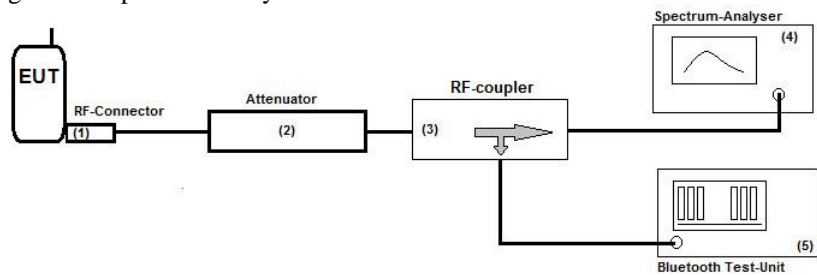 Spectrum-Analyser
(4)
EUT
RF-Connector
(1)
Attenuator
(2)
RF-coupler
(3)
(5)
Bluetooth Test-Unit